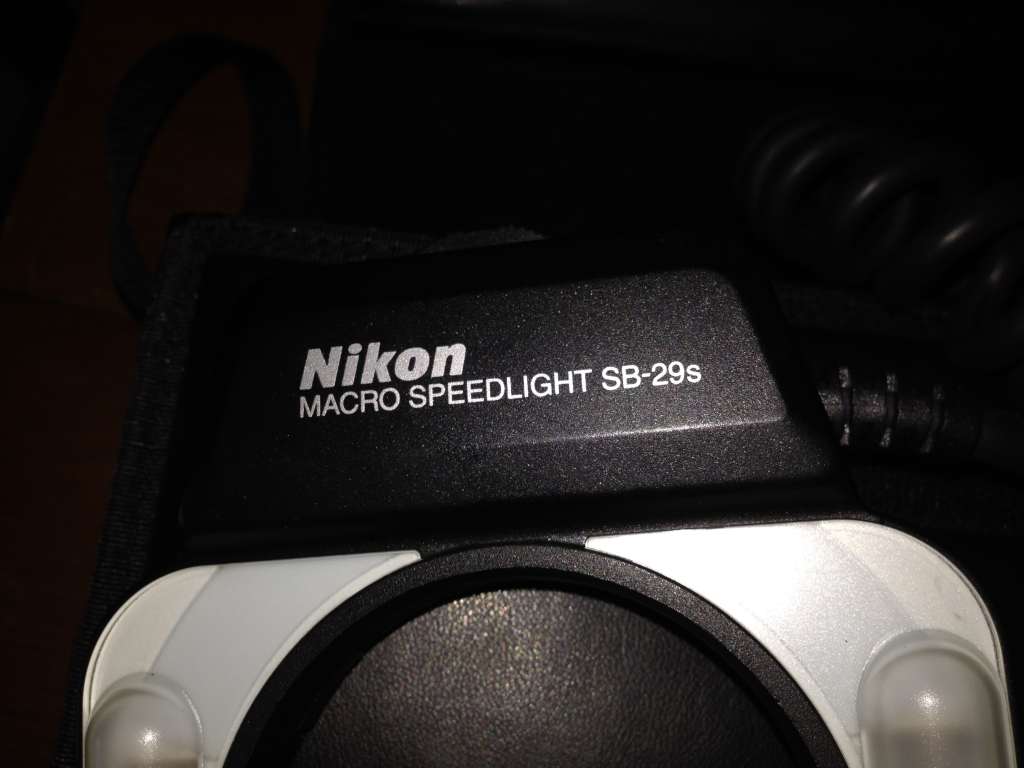 Nikon
MACRO SPEEDLIGHT SB-29s